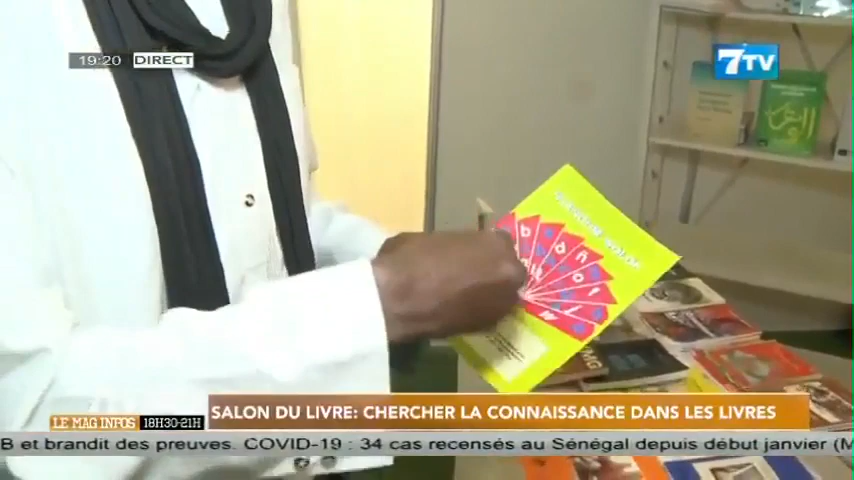 19:20 DIRECT
7TV
LE MAG INFOS 18H30-21H
SALON DU LIVRE: CHERCHER LA CONNAISSANCE DANS LES LIVRES
B et brandit des preuves. COVID-19 : 34 cas recensés au Sénégal depuis début janvier (M